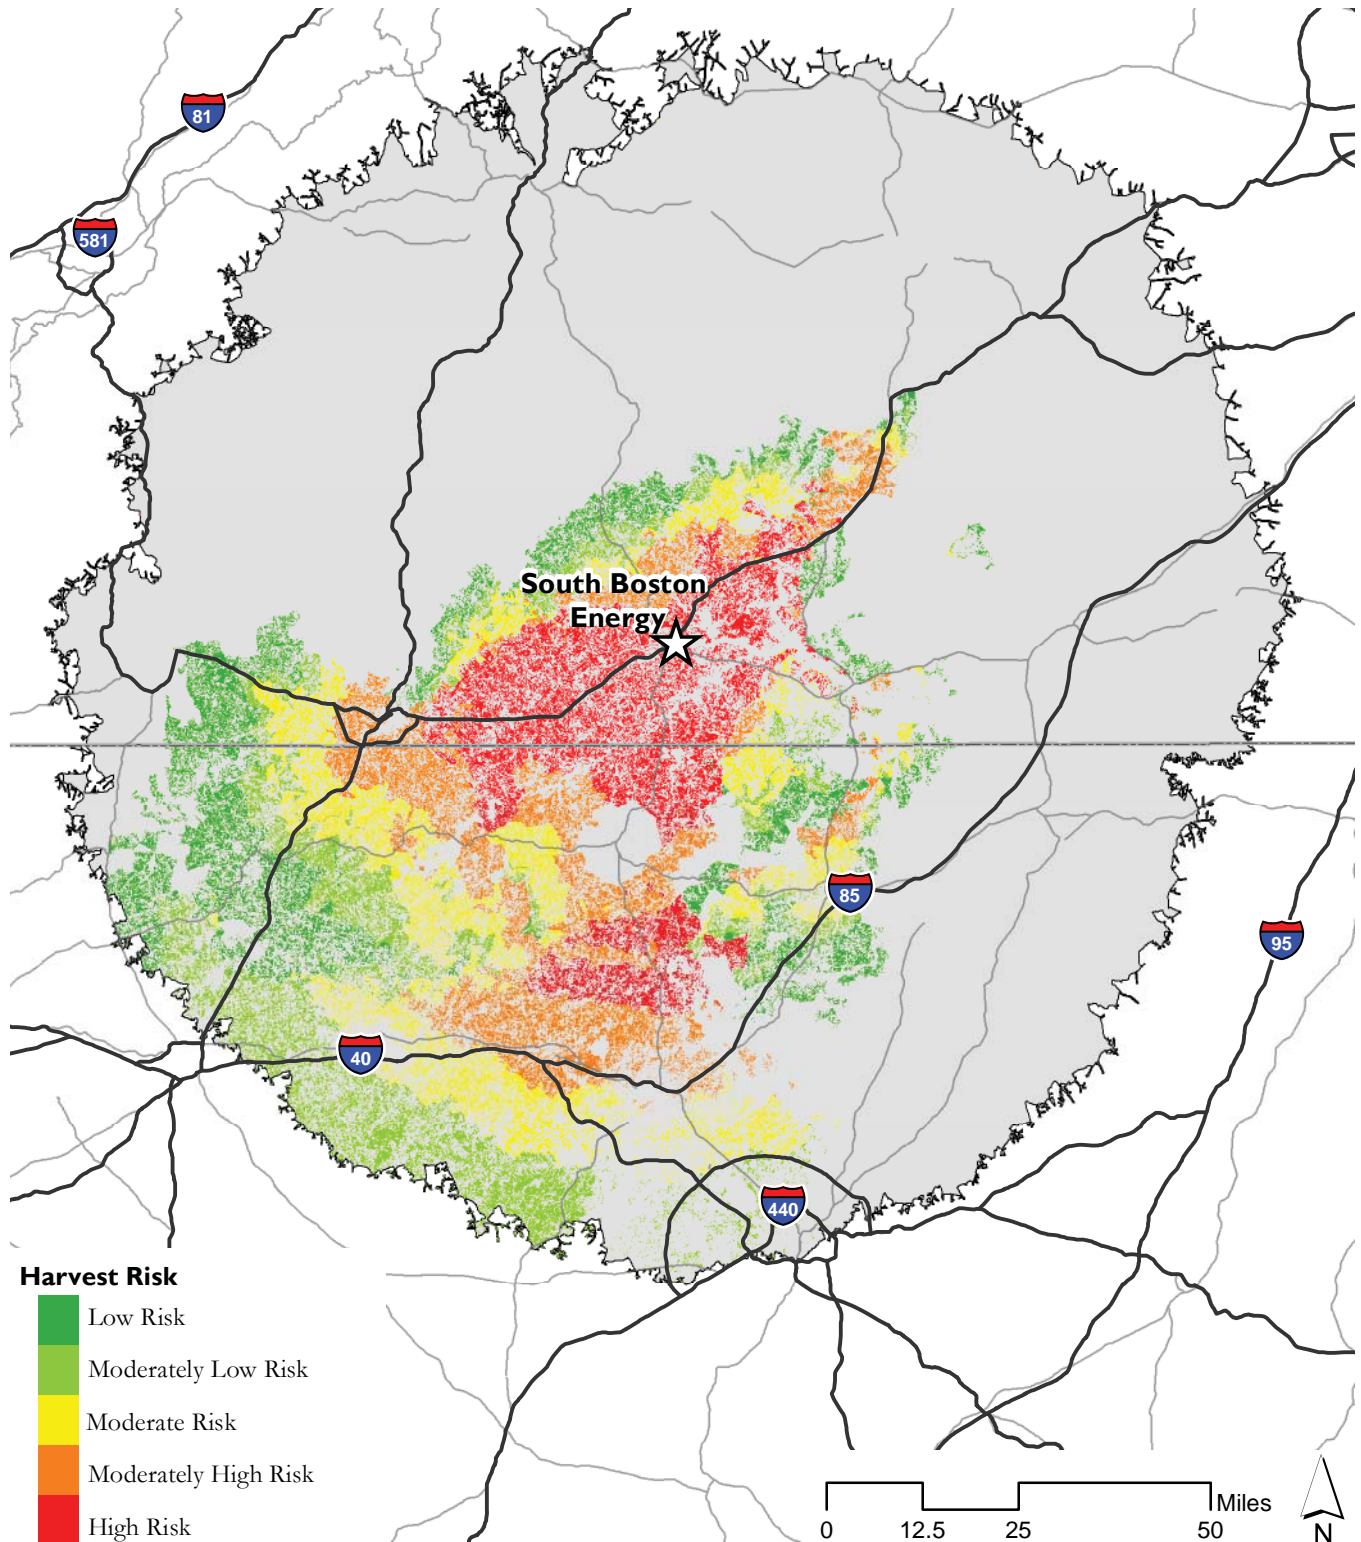 81
581
South Boston
Energy
85
95
40
440
Harvest Risk
Low Risk
Moderately Low Risk
Moderate Risk
Moderately High Risk
High Risk
Miles
0 12.5 25 50
N